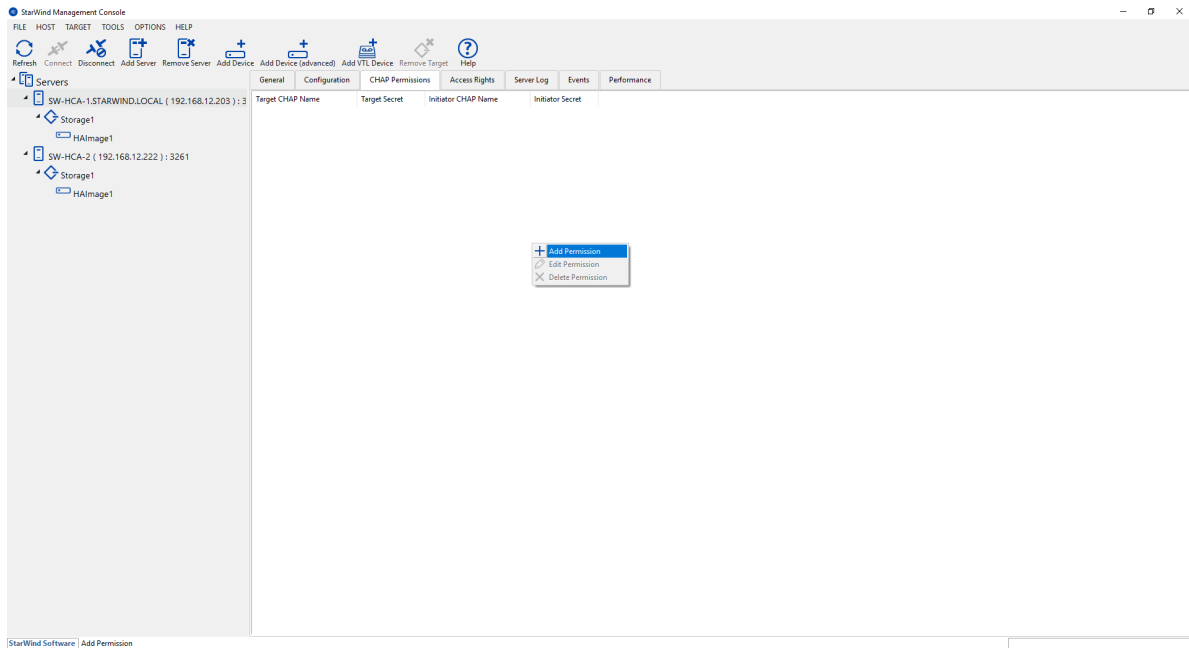 StarWind Management Console
FILE HOST TARGET TOOLS OPTIONS HELP
Refresh Connect Disconnect Add Server Remove Server Add Device Add Device (advanced) Add VTL Device Remove Target Help
Servers
SW-HCA-1.STARWIND.LOCAL ( 192.168.12.203 ) : 3
Storage1
HAImage1
SW-HCA-2 ( 192.168.12.222 ) : 3261
Storage1
HAImage1
General Configuration CHAP Permissions Access Rights Server Log Events Performance
Target CHAP Name Target Secret Initiator CHAP Name Initiator Secret
Add Permission
Edit Permission
Delete Permission
StarWind Software Add Permission